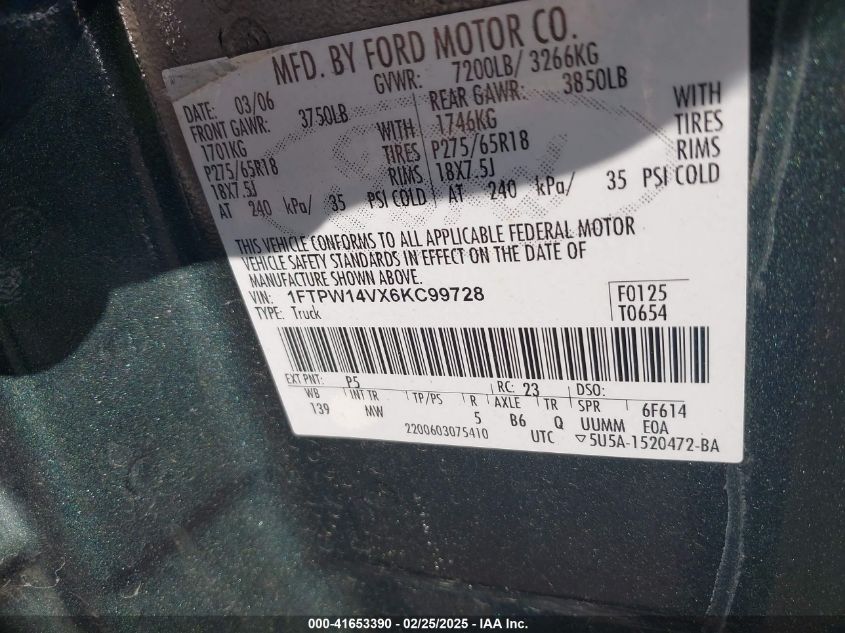 MFD. BY FORD MOTOR CO.
DATE: 03/06 GVWR: 7200LB/ 3266KG
FRONT GAWR: 3750LB REAR GAWR: 3850LB
1701KG WITH 1746KG WITH
P275/65R18 TIRES P275/65R18 TIRES
18X7.5J RIMS 18X7.5J RIMS
AT 240 kPa/ 35 PSI COLD AT 240 kPa/ 35 PSI COLD
THIS VEHICLE CONFORMS TO ALL APPLICABLE FEDERAL MOTOR
VEHICLE SAFETY STANDARDS IN EFFECT ON THE DATE OF
MANUFACTURE SHOWN ABOVE.
VIN: 1FTPW14VX6KC99728 F0125
TYPE: Truck T0654
EXT PNT: P5 RC: 23 DSO:
WB INT TR TP/PS R AXLE TR SPR 6F614
139 MW 5 B6 Q UUMM EOA
2200603075410 UTC ▽5U5A-1520472-BA
000-41653390 / 02/25/2025 / Copyright © 2025 IAA, Inc.